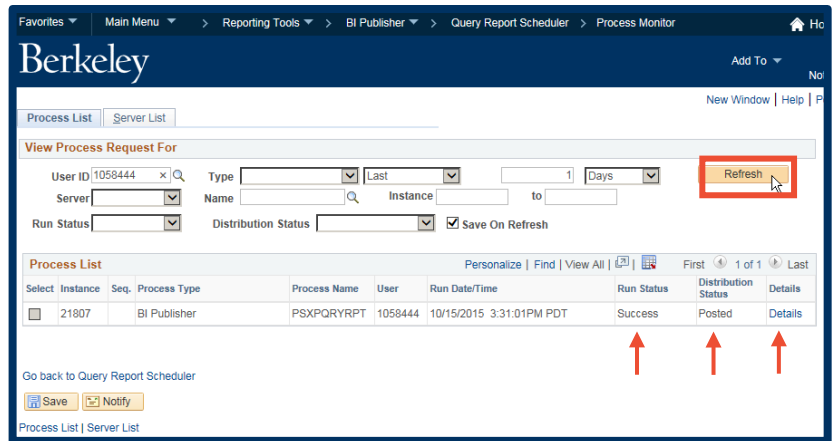 Favorites Main Menu > Reporting Tools > BI Publisher > Query Report Scheduler > Process Monitor
Berkeley
Add To
New Window | Help |
Process List Server List
View Process Request For
User ID 1058444 x Type Last 1 Days Refresh
Server Name Instance to
Run Status Distribution Status Save On Refresh
Process List Personalize | Find | View All | | First 1 of 1 Last
Select Instance Seq. Process Type Process Name User Run Date/Time Run Status Distribution Status Details
21807 BI Publisher PSXPQRYRPT 1058444 10/15/2015 3:31:01PM PDT Success Posted Details
Go back to Query Report Scheduler
Save Notify
Process List | Server List